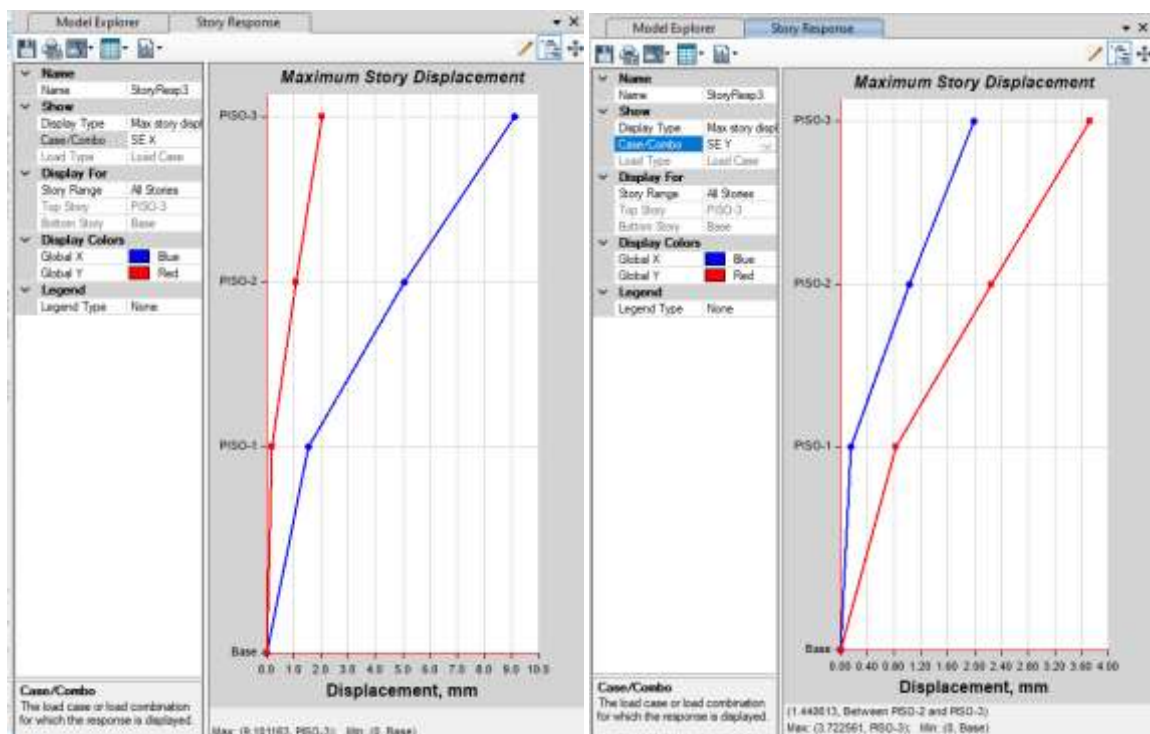 Model Explorer
Story Response
Name
Name StoryResp3
Show
Display Type Max story displ
Case/Combo SE X
Load Type Load Case
Display For
Story Range All Stories
Top Story PISO-3
Bottom Story Base
Display Colors
Global X Blue
Global Y Red
Legend
Legend Type None
Case/Combo
The load case or load combination
for which the response is displayed.
Maximum Story Displacement
PISO-3
PISO-2
PISO-1
Base
0.0 1.0 2.0 3.0 4.0 5.0 6.0 7.0 8.0 9.0 10.0
Displacement, mm
Max: (9.101163, PISO-3); Min: (0, Base)
Model Explorer
Story Response
Name
Name StoryResp3
Show
Display Type Max story displ
Case/Combo SE Y
Load Type Load Case
Display For
Story Range All Stories
Top Story PISO-3
Bottom Story Base
Display Colors
Global X Blue
Global Y Red
Legend
Legend Type None
Case/Combo
The load case or load combination
for which the response is displayed.
Maximum Story Displacement
PISO-3
PISO-2
PISO-1
Base
0.00 0.40 0.80 1.20 1.60 2.00 2.40 2.80 3.20 3.60 4.00
Displacement, mm
Between PISO-2 and PISO-3)
Max: (3.722561, PISO-3); Min: (0, Base)